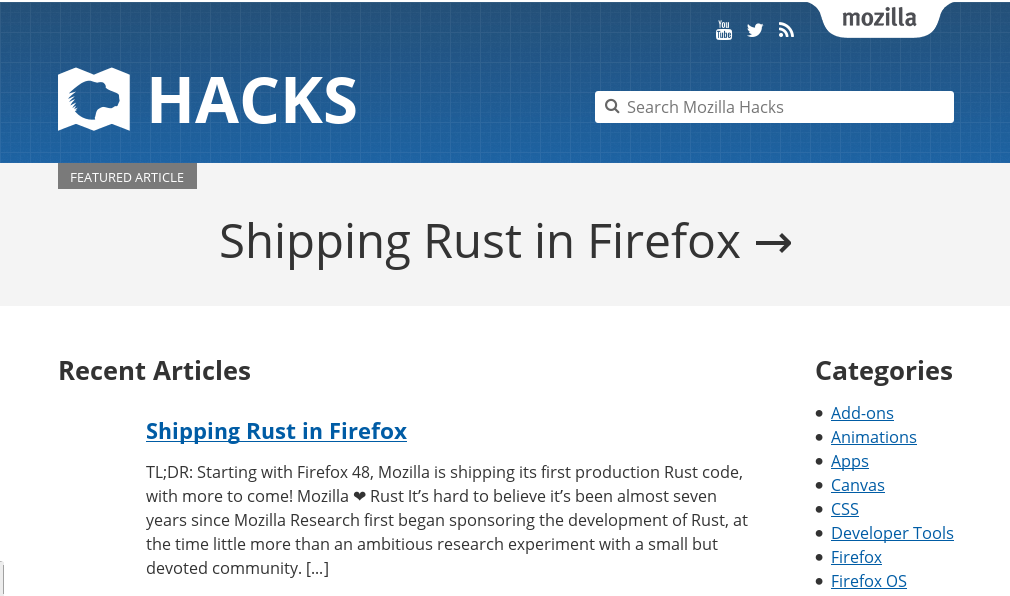 You
Tube
mozilla
HACKS
Search Mozilla Hacks
FEATURED ARTICLE
Shipping Rust in Firefox →
Recent Articles
Shipping Rust in Firefox
TL;DR: Starting with Firefox 48, Mozilla is shipping its first production Rust code,
with more to come! Mozilla ❤ Rust It’s hard to believe it’s been almost seven
years since Mozilla Research first began sponsoring the development of Rust, at
the time little more than an ambitious research experiment with a small but
devoted community. […]
Categories
Add-ons
Animations
Apps
Canvas
CSS
Developer Tools
Firefox
Firefox OS